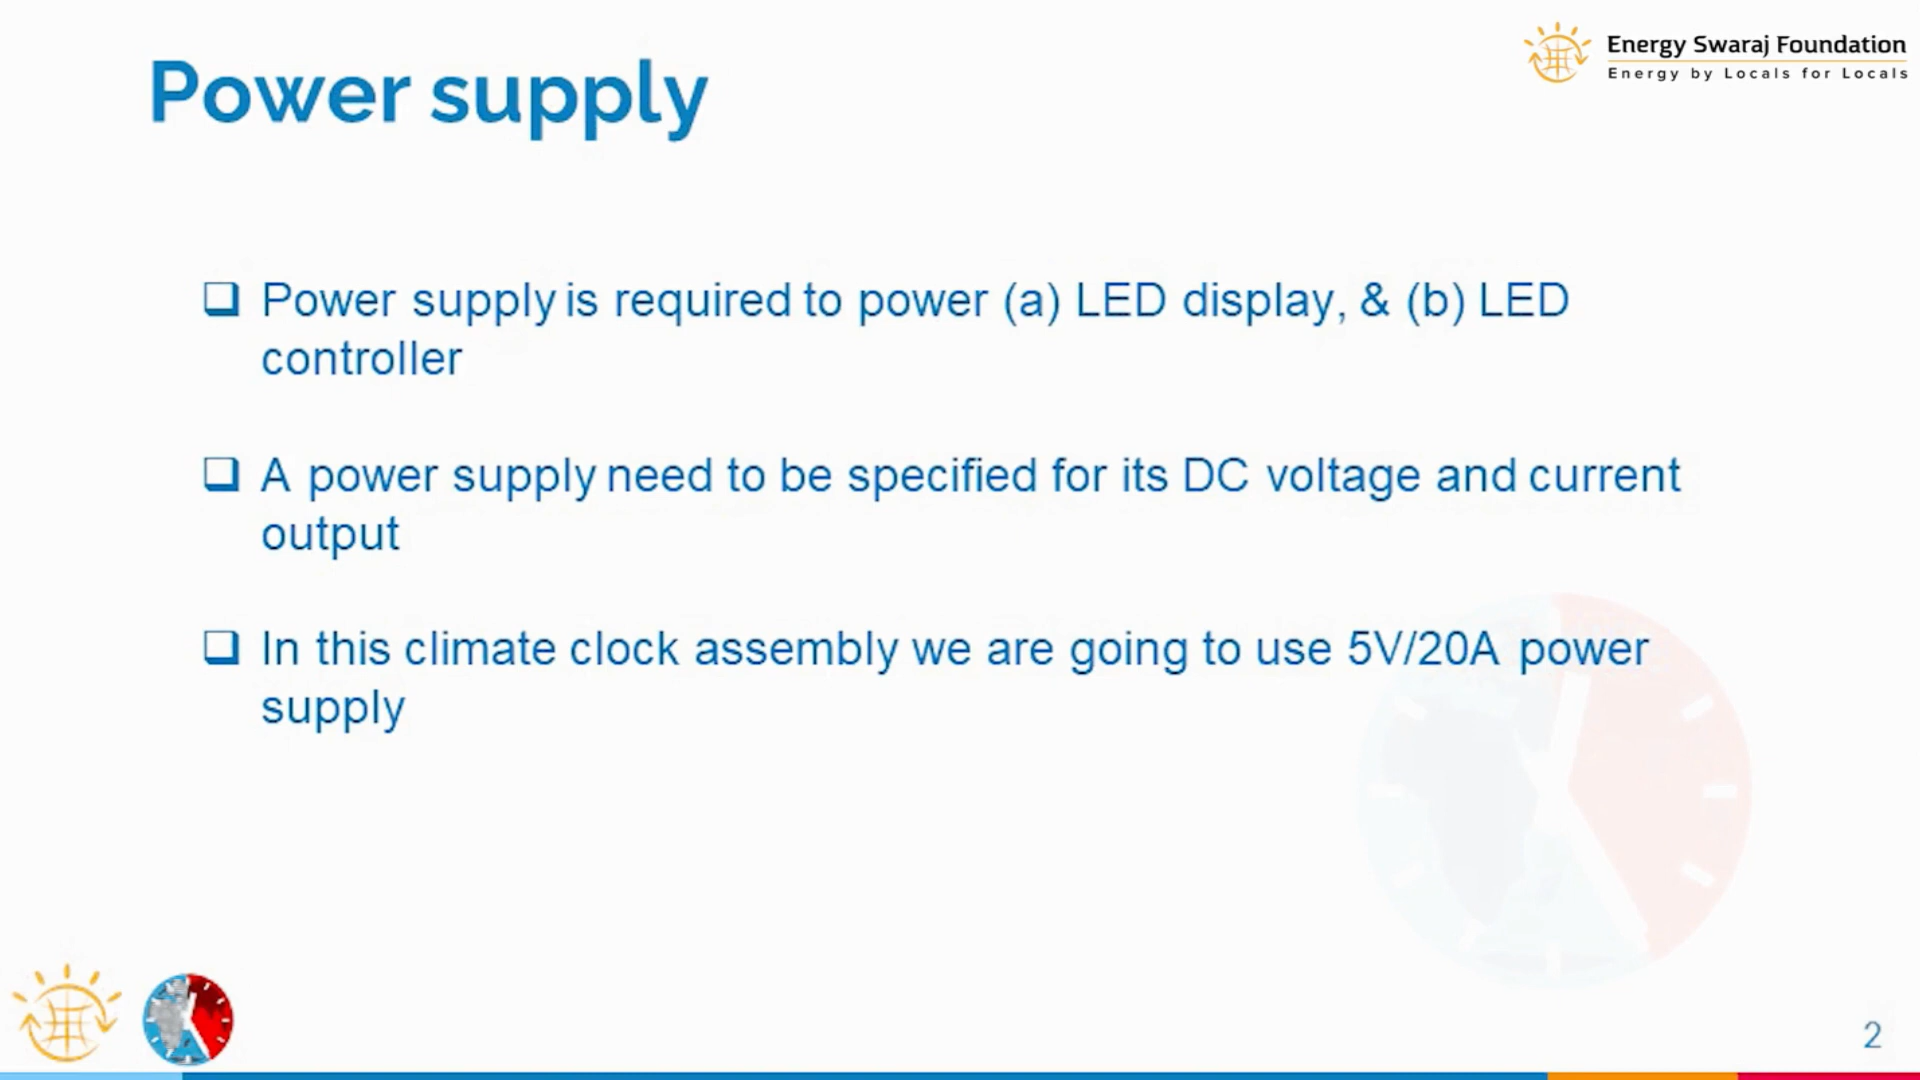 Power supply
Energy Swaraj Foundation
Energy by Locals for Locals
Power supply is required to power (a) LED display, & (b) LED
controller
A power supply need to be specified for its DC voltage and current
output
In this climate clock assembly we are going to use 5V/20A power
supply
2